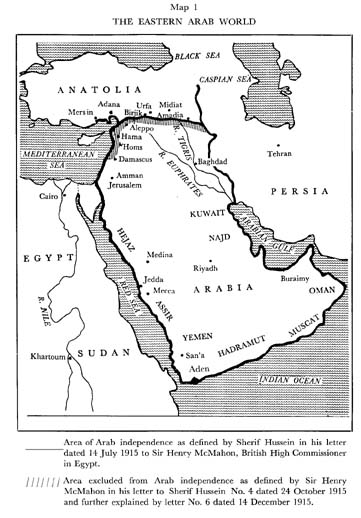 Map 1
THE EASTERN ARAB WORLD
BLACK SEA
CASPIAN SEA
ANATOLIA
Adana
Urfa
Midiat
Mersin
Birijik
Amadia
Aleppo
R. TIGRIS
Hama
Homs
MEDITERRANEAN
SEA
Damascus
R. EUPHRATES
Baghdad
Tehran
Amman
Jerusalem
Cairo
PERSIA
KUWAIT
ARABIAN GULF
NAJD
HEJAZ
EGYPT
Medina
Riyadh
Buraimy
OMAN
R. NILE
RED SEA
Jedda
Mecca
ARABIA
ASSIR
MUSCAT
YEMEN
HADRAMUT
Khartoum
SUDAN
San'a
Aden
INDIAN OCEAN
Area of Arab independence as defined by Sherif Hussein in his letter
dated 14 July 1915 to Sir Henry McMahon, British High Commissioner
in Egypt.
Area excluded from Arab independence as defined by Sir Henry
McMahon in his letter to Sherif Hussein No. 4 dated 24 October 1915
and further explained by letter No. 6 dated 14 December 1915.